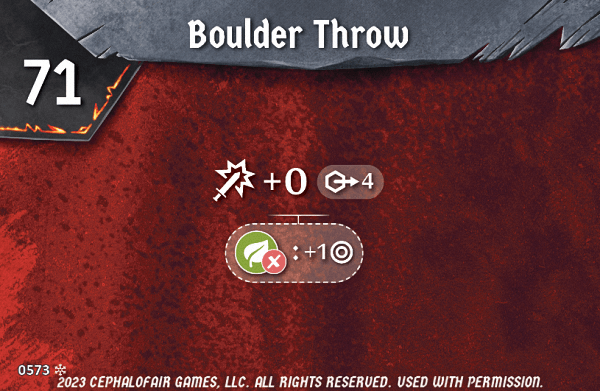 Boulder Throw
71
+0 4
: +1
0573
2023 CEPHALOFAIR GAMES, LLC. ALL RIGHTS RESERVED. USED WITH PERMISSION.